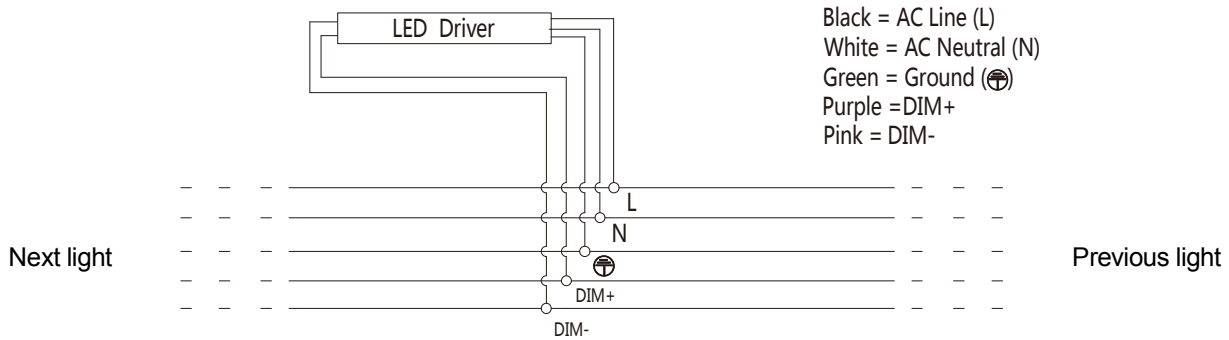 LED Driver
Black = AC Line (L)
White = AC Neutral (N)
Green = Ground (⏚)
Purple =DIM+
Pink = DIM-
L
N
Next light
Previous light
DIM+
DIM-